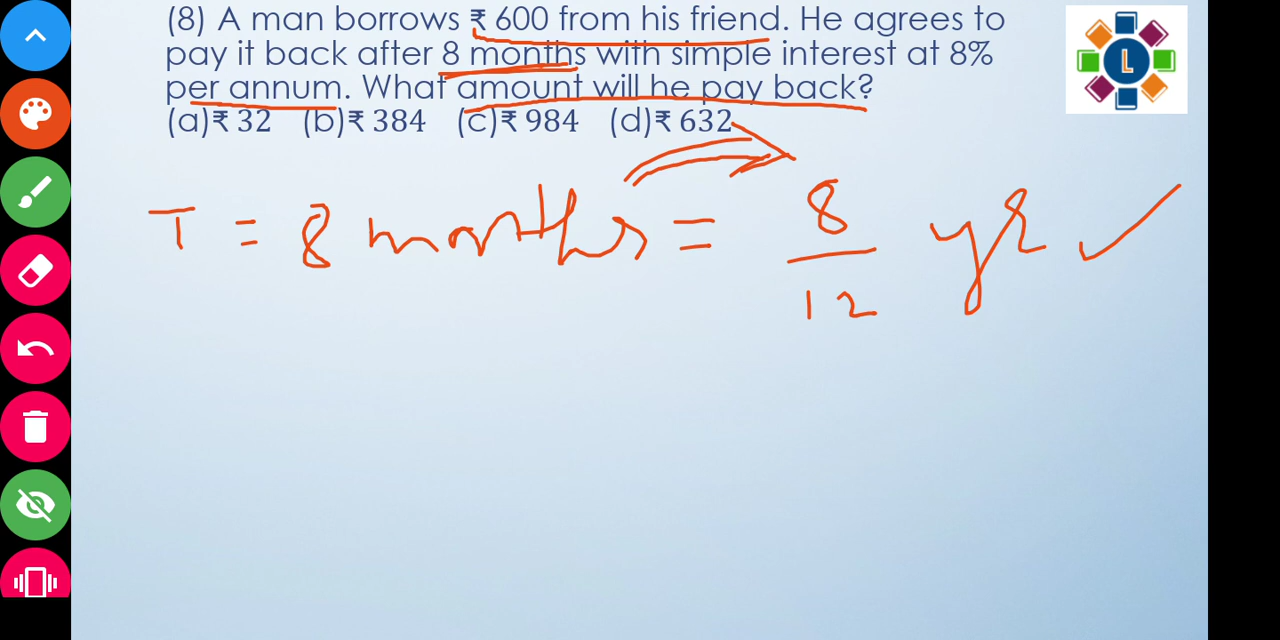 (8) A man borrows ₹ 600 from his friend. He agrees to
pay it back after 8 months with simple interest at 8%
per annum. What amount will he pay back?
(a)₹ 32 (b)₹ 384 (c)₹ 984 (d)₹ 632
L
T = 8 months = 8/12 yr